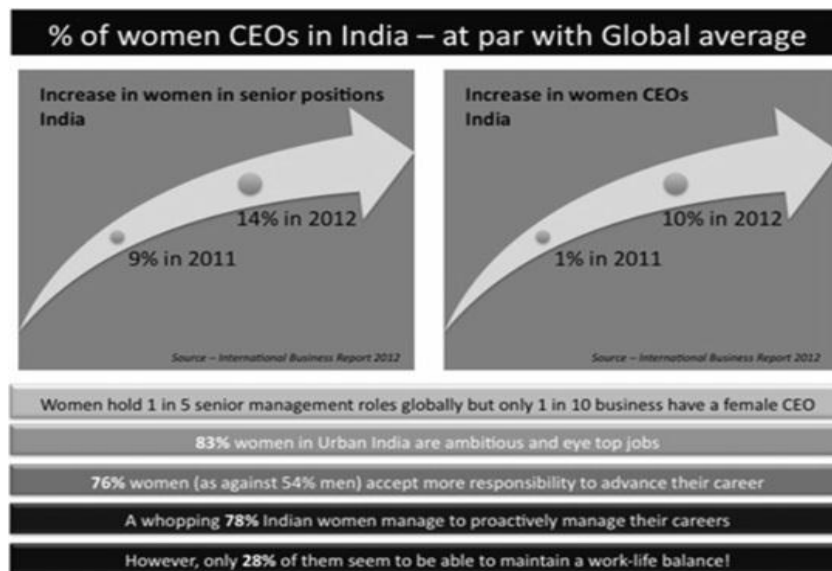 % of women CEOs in India – at par with Global average
Increase in women in senior positions
India
14% in 2012
9% in 2011
Source – International Business Report 2012
Increase in women CEOs
India
10% in 2012
1% in 2011
Source – International Business Report 2012
Women hold 1 in 5 senior management roles globally but only 1 in 10 business have a female CEO
83% women in Urban India are ambitious and eye top jobs
76% women (as against 54% men) accept more responsibility to advance their career
A whopping 78% Indian women manage to proactively manage their careers
However, only 28% of them seem to be able to maintain a work-life balance!